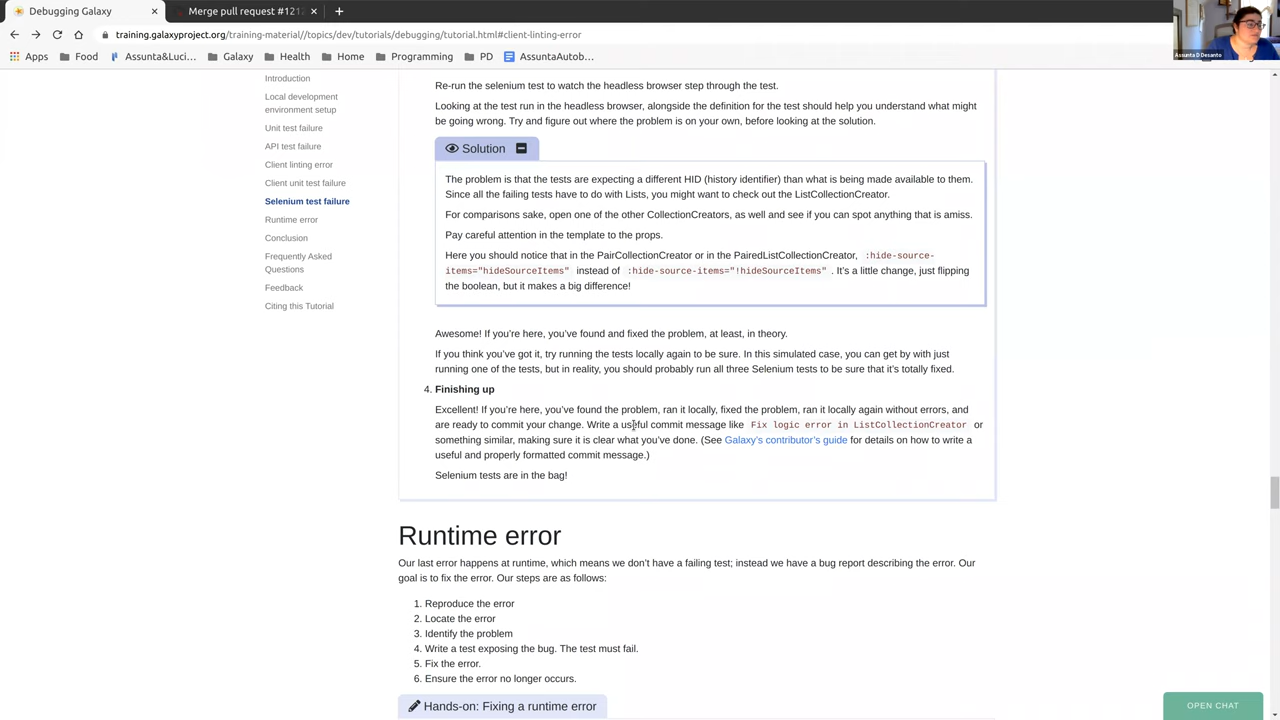 Debugging Galaxy
Merge pull request #121
training.galaxyproject.org/training-material//topics/dev/tutorials/debugging/tutorial.html#client-linting-error
Apps
Food
Assunta&Luci…
Galaxy
Health
Home
Programming
PD
AssuntaAutob…
Assunta D Desanto
Introduction
Local development
environment setup
Unit test failure
API test failure
Client linting error
Client unit test failure
Selenium test failure
Runtime error
Conclusion
Frequently Asked
Questions
Feedback
Citing this Tutorial
Re-run the selenium test to watch the headless browser step through the test.
Looking at the test run in the headless browser, alongside the definition for the test should help you understand what might
be going wrong. Try and figure out where the problem is on your own, before looking at the solution.
Solution
The problem is that the tests are expecting a different HID (history identifier) than what is being made available to them.
Since all the failing tests have to do with Lists, you might want to check out the ListCollectionCreator.
For comparisons sake, open one of the other CollectionCreators, as well and see if you can spot anything that is amiss.
Pay careful attention in the template to the props.
Here you should notice that in the PairCollectionCreator or in the PairedListCollectionCreator, :hide-source-
items="hideSourceItems" instead of :hide-source-items="!hideSourceItems" . It's a little change, just flipping
the boolean, but it makes a big difference!
Awesome! If you're here, you've found and fixed the problem, at least, in theory.
If you think you've got it, try running the tests locally again to be sure. In this simulated case, you can get by with just
running one of the tests, but in reality, you should probably run all three Selenium tests to be sure that it's totally fixed.
4. Finishing up
Excellent! If you're here, you've found the problem, ran it locally, fixed the problem, ran it locally again without errors, and
are ready to commit your change. Write a useful commit message like Fix logic error in ListCollectionCreator or
something similar, making sure it is clear what you've done. (See Galaxy's contributor's guide for details on how to write a
useful and properly formatted commit message.)
Selenium tests are in the bag!
Runtime error
Our last error happens at runtime, which means we don't have a failing test; instead we have a bug report describing the error. Our
goal is to fix the error. Our steps are as follows:
1. Reproduce the error
2. Locate the error
3. Identify the problem
4. Write a test exposing the bug. The test must fail.
5. Fix the error.
6. Ensure the error no longer occurs.
Hands-on: Fixing a runtime error
OPEN CHAT